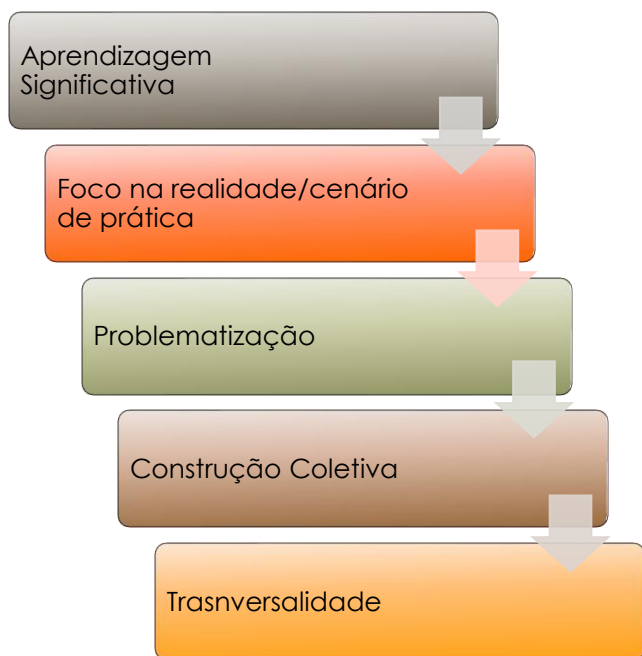 Aprendizagem
Significativa
Foco na realidade/cenário
de prática
Problematização
Construção Coletiva
Trasnversalidade